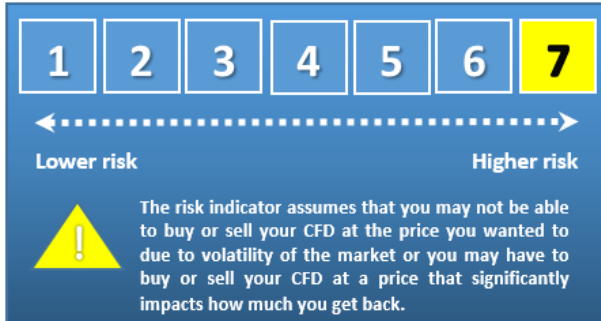 1 2 3 4 5 6 7
Lower risk Higher risk
!
The risk indicator assumes that you may not be able
to buy or sell your CFD at the price you wanted to
due to volatility of the market or you may have to
buy or sell your CFD at a price that significantly
impacts how much you get back.